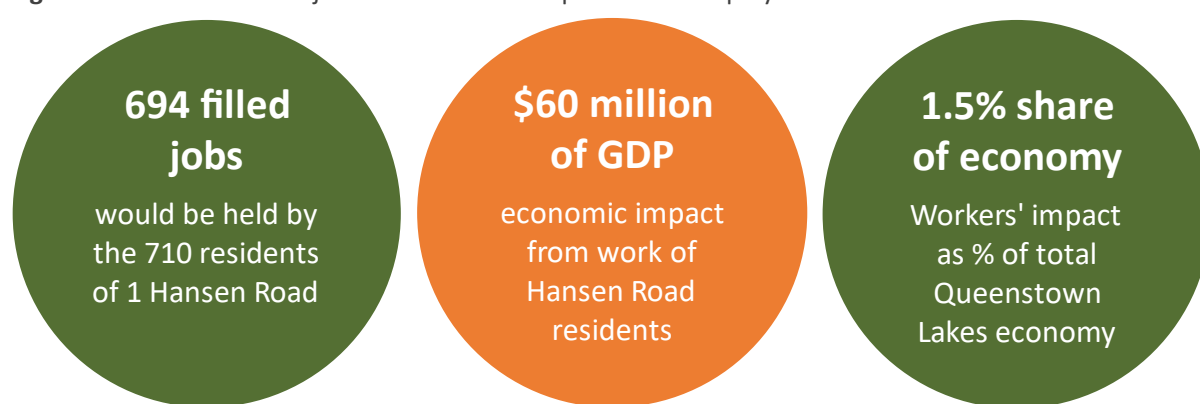 694 filled
jobs
would be held by
the 710 residents
of 1 Hansen Road
$60 million
of GDP
economic impact
from work of
Hansen Road
residents
1.5% share
of economy
Workers' impact
as % of total
Queenstown
Lakes economy